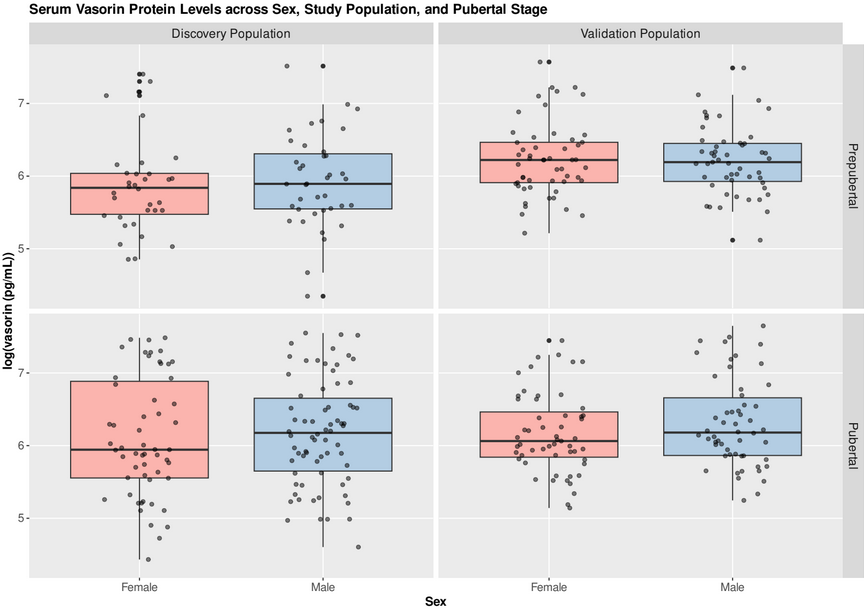 Serum Vasorin Protein Levels across Sex, Study Population, and Pubertal Stage
Discovery Population
Validation Population
7
6
5
Prepubertal
log(vasorin (pg/mL))
7
6
5
Pubertal
Female
Male
Female
Male
Sex